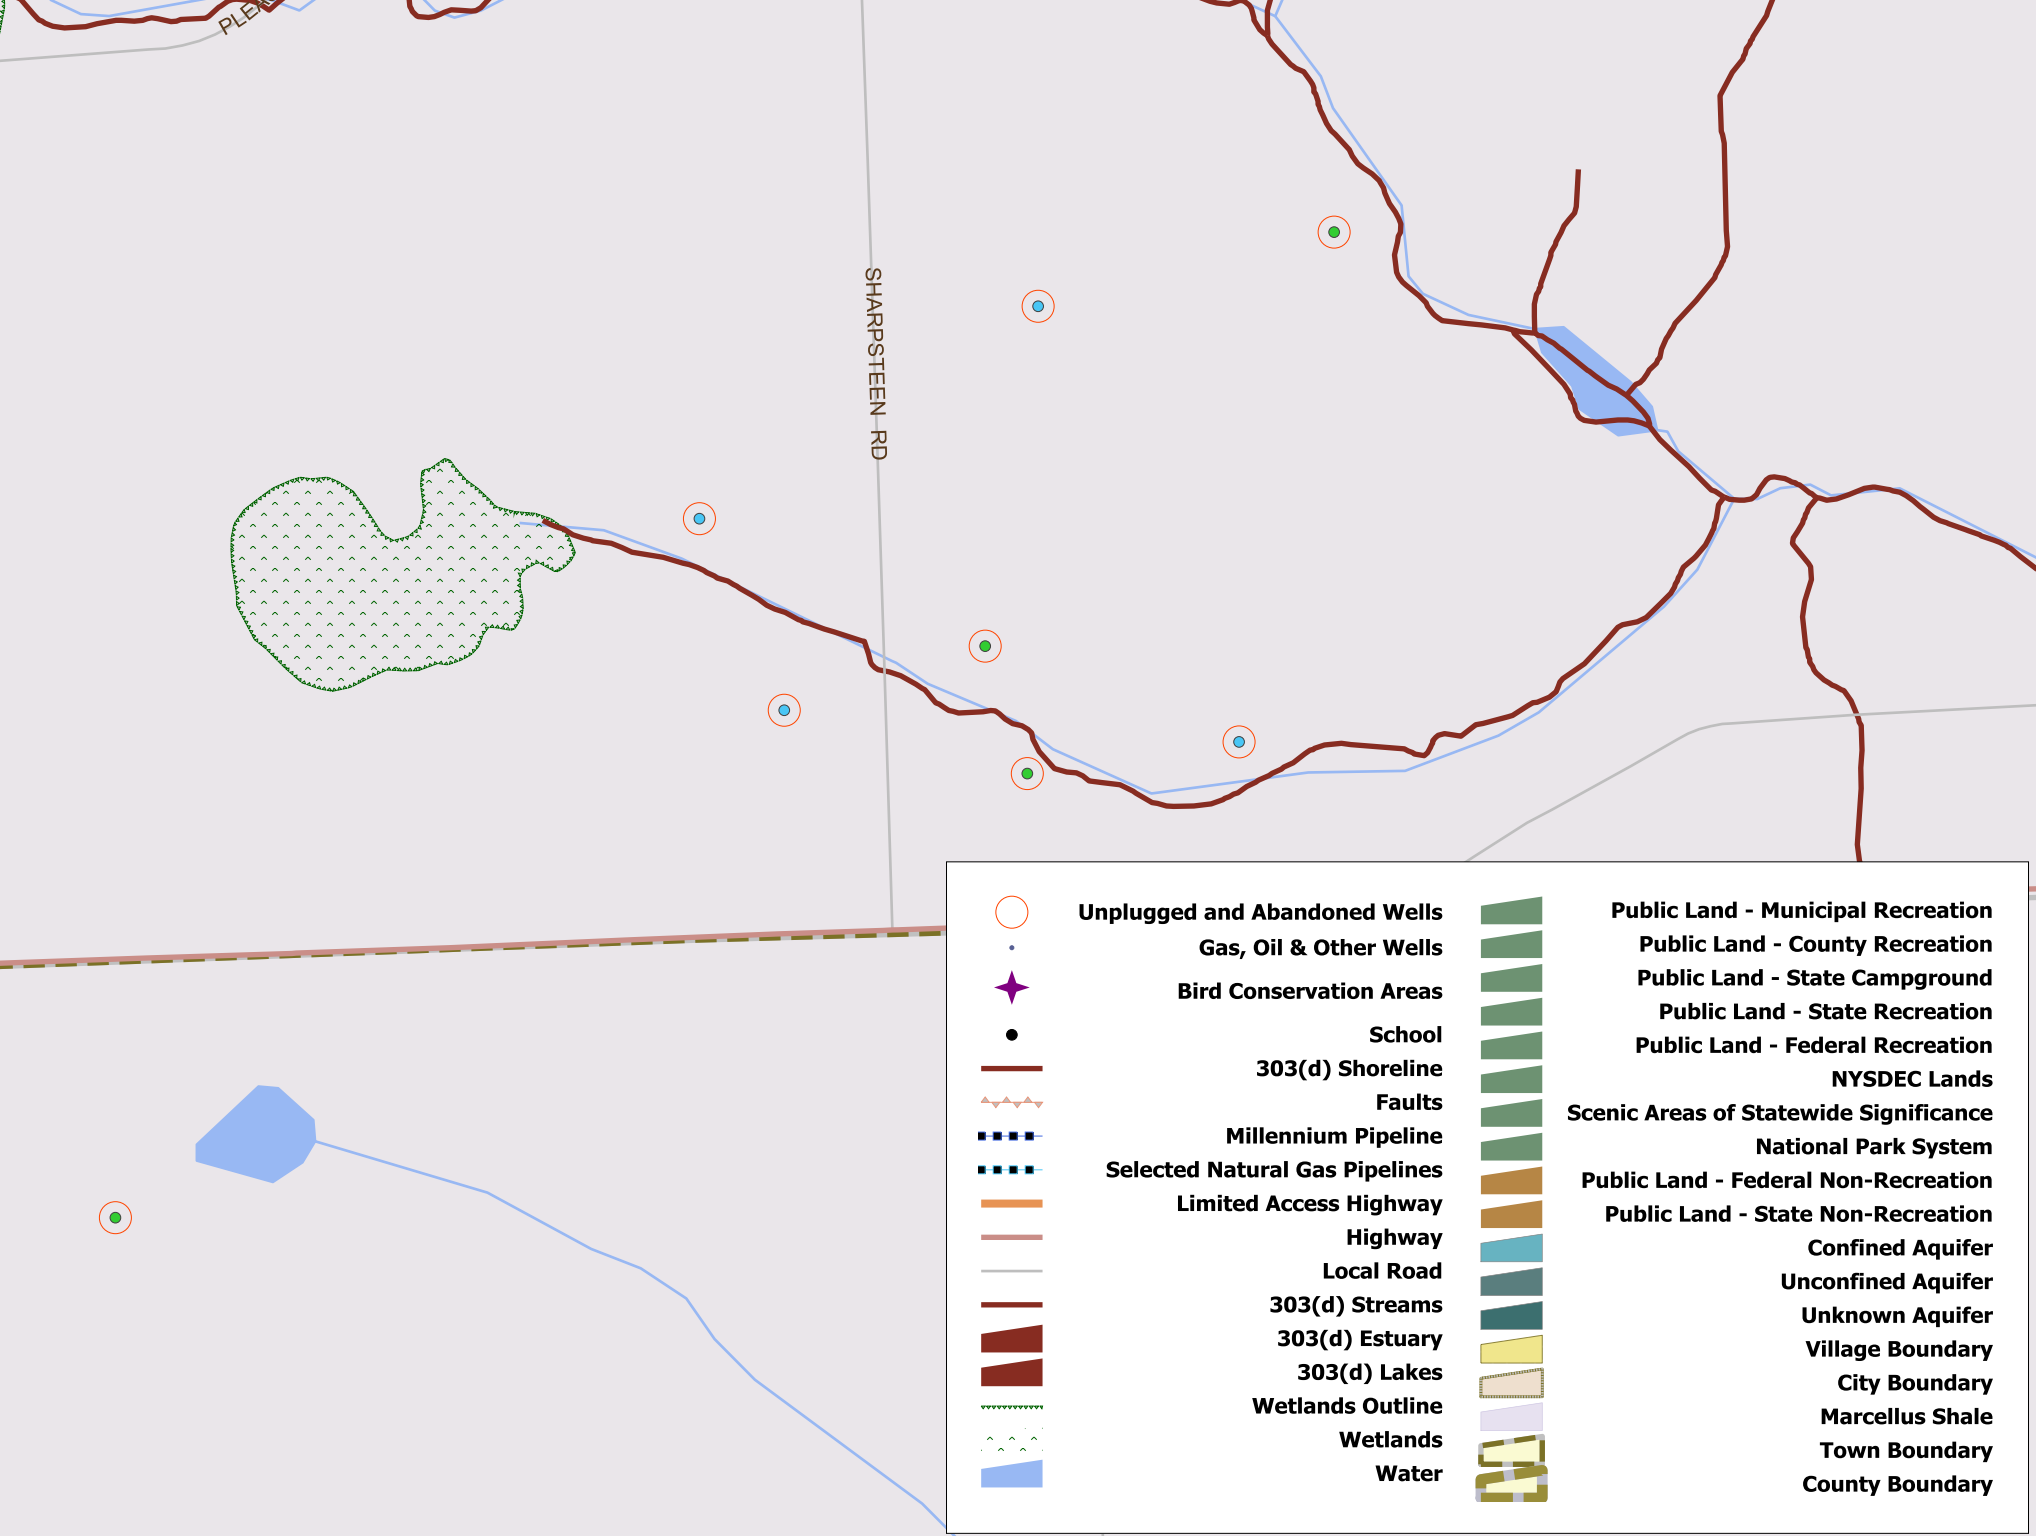 PLEA
SHARPSTEEN RD
Unplugged and Abandoned Wells
Gas, Oil & Other Wells
Bird Conservation Areas
School
303(d) Shoreline
Faults
Millennium Pipeline
Selected Natural Gas Pipelines
Limited Access Highway
Highway
Local Road
303(d) Streams
303(d) Estuary
303(d) Lakes
Wetlands Outline
Wetlands
Water
Public Land - Municipal Recreation
Public Land - County Recreation
Public Land - State Campground
Public Land - State Recreation
Public Land - Federal Recreation
NYSDEC Lands
Scenic Areas of Statewide Significance
National Park System
Public Land - Federal Non-Recreation
Public Land - State Non-Recreation
Confined Aquifer
Unconfined Aquifer
Unknown Aquifer
Village Boundary
City Boundary
Marcellus Shale
Town Boundary
County Boundary